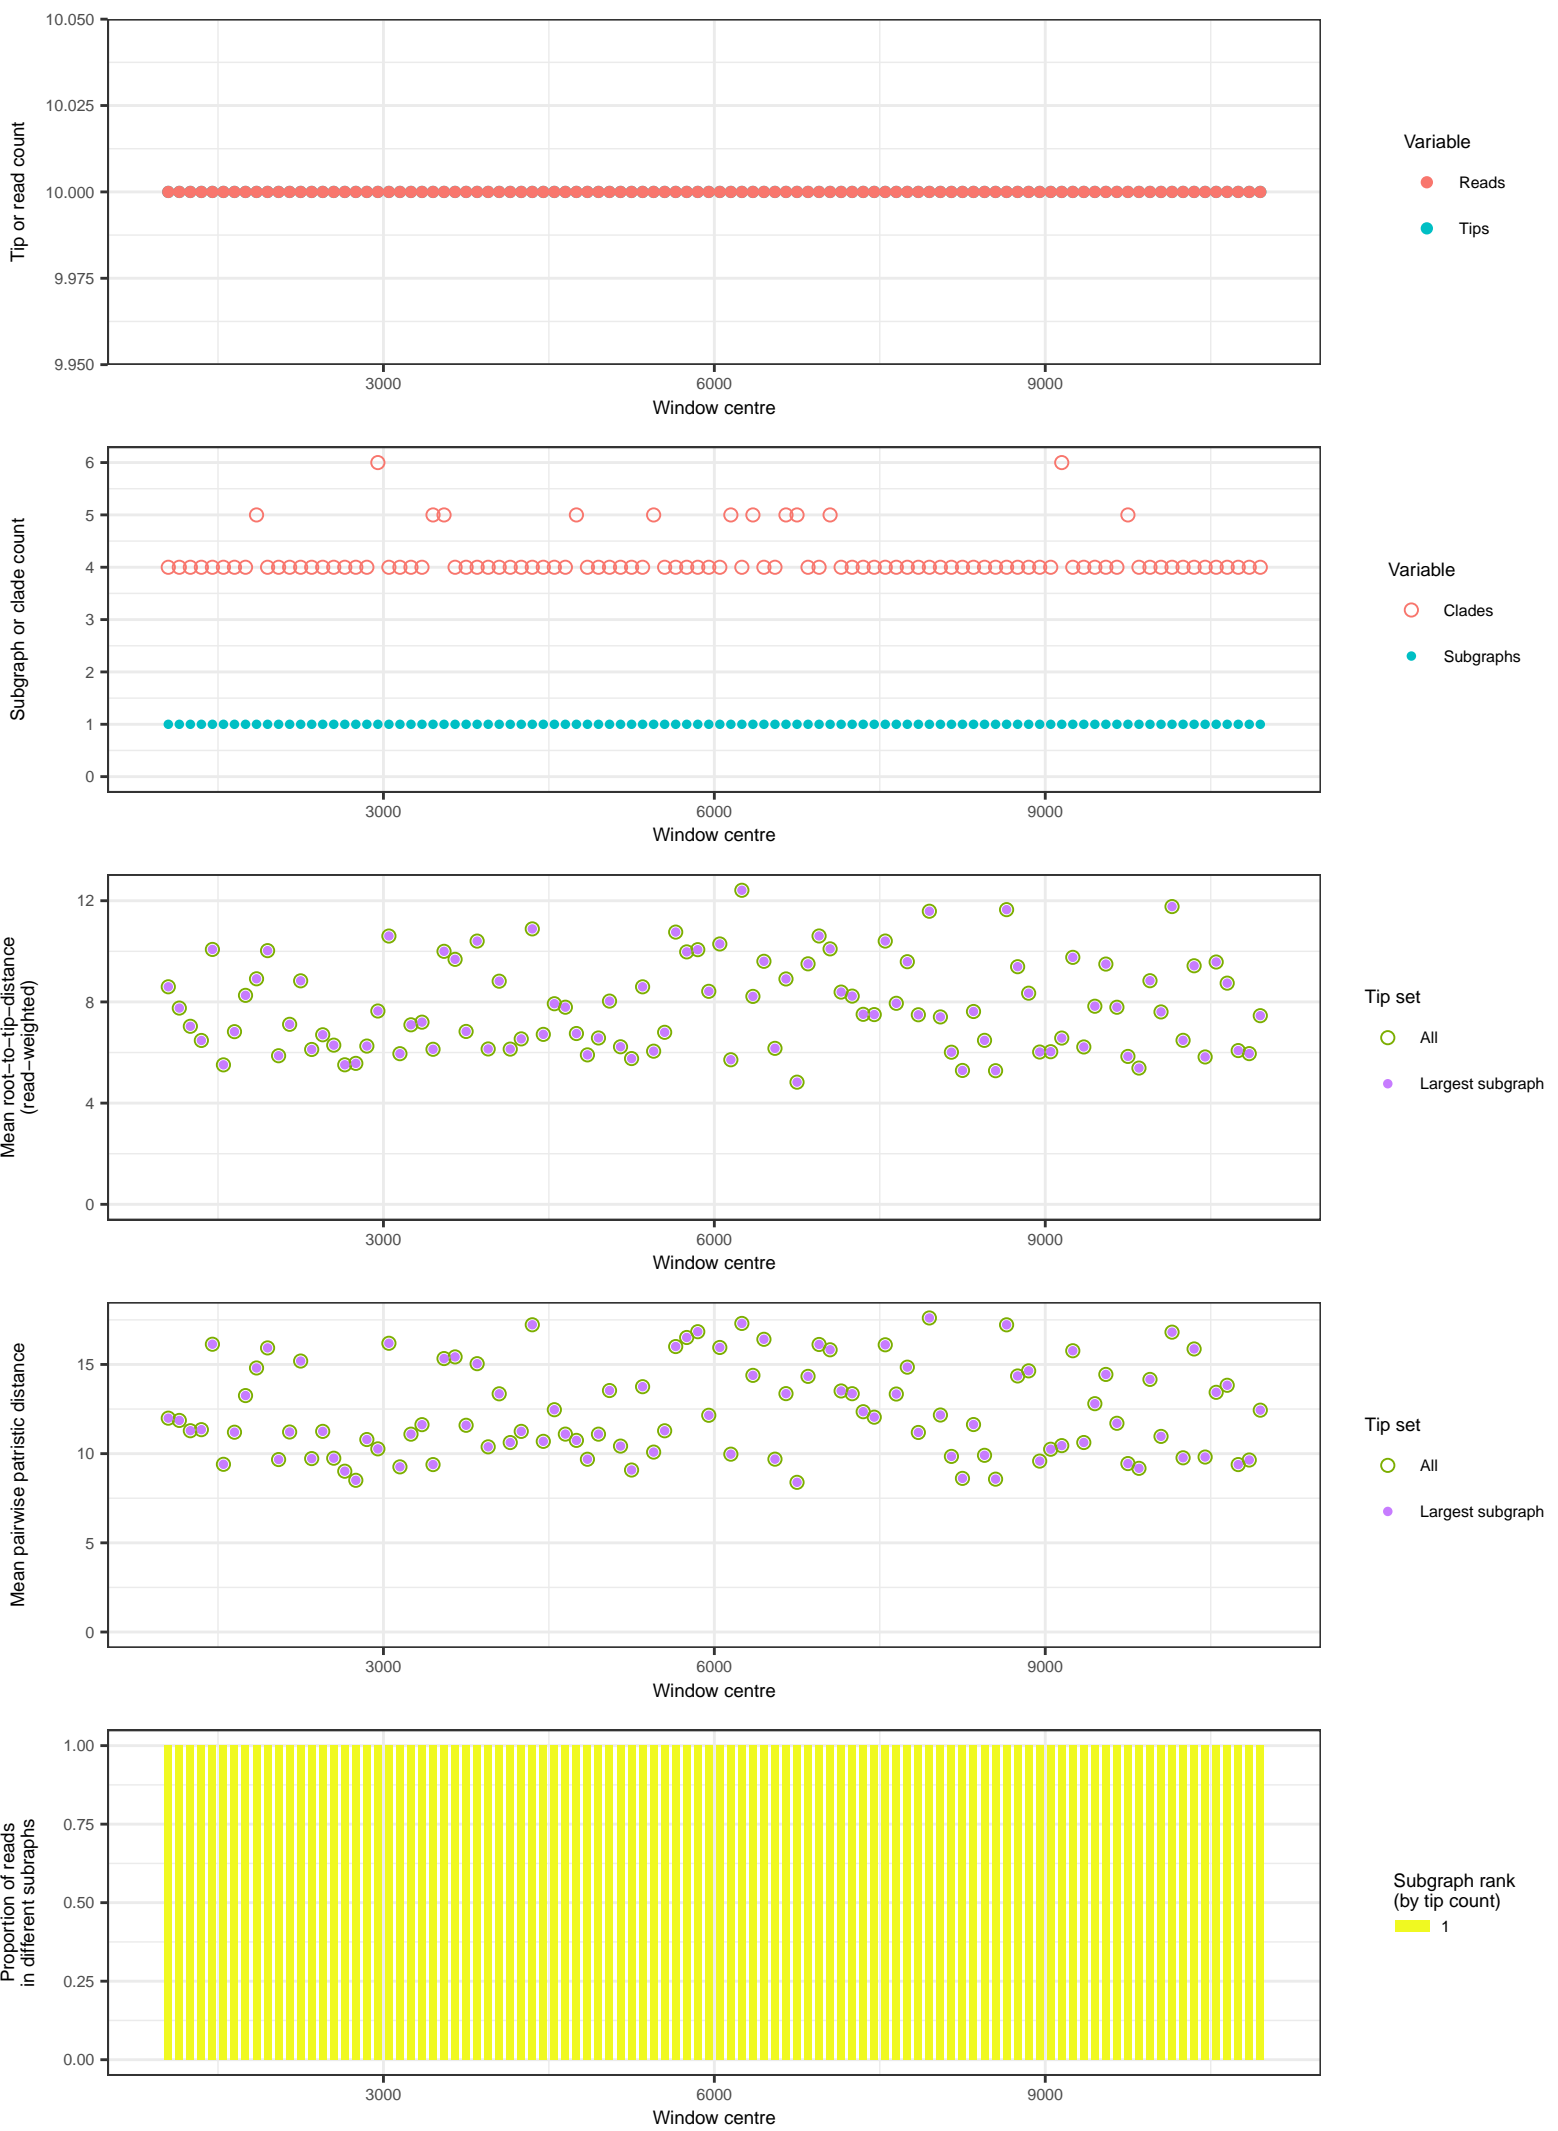 10.050
10.025
10.000
9.975
9.950
Tip or read count
3000
6000
9000
Window centre
Variable
Reads
Tips
6
5
4
3
2
1
0
Subgraph or clade count
3000
6000
9000
Window centre
Variable
Clades
Subgraphs
12
8
4
0
Mean root−to−tip−distance
(read−weighted)
3000
6000
9000
Window centre
Tip set
All
Largest subgraph
15
10
5
0
Mean pairwise patristic distance
3000
6000
9000
Window centre
Tip set
All
Largest subgraph
1.00
0.75
0.50
0.25
0.00
Proportion of reads
in different subraphs
3000
6000
9000
Window centre
Subgraph rank
(by tip count)
1